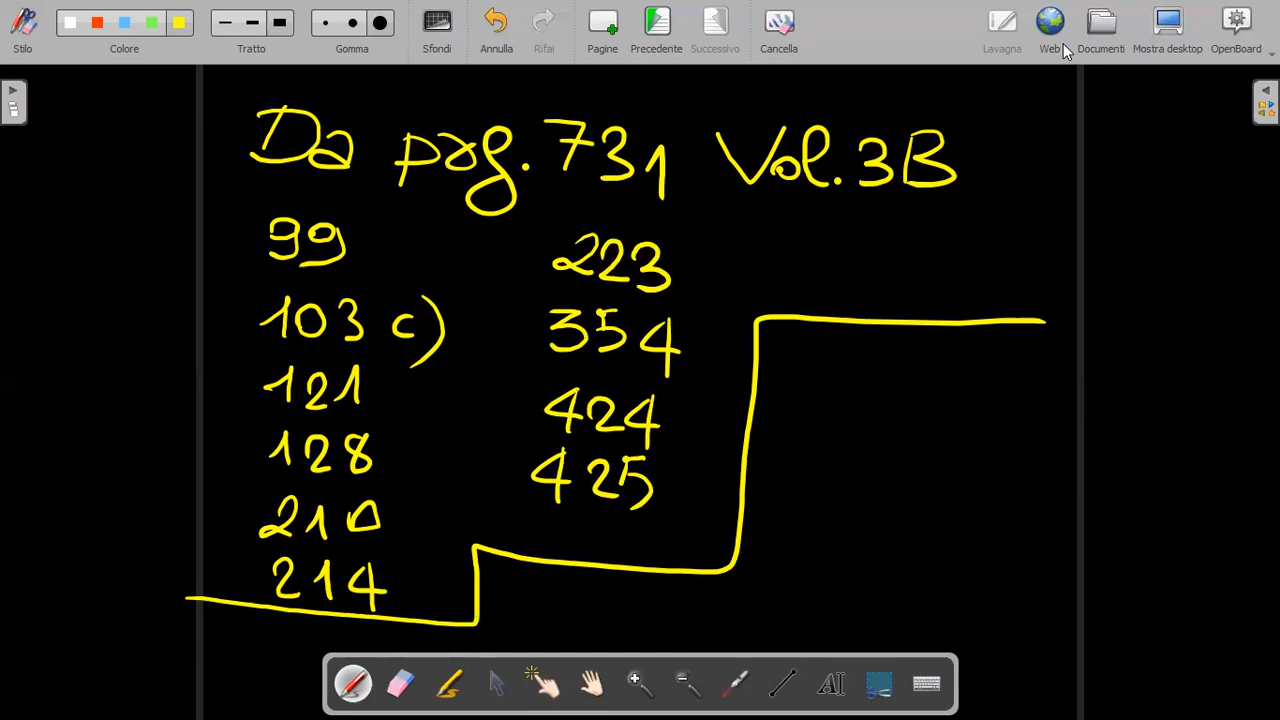 Stilo
Colore
Tratto
Gomma
Sfondi
Annulla
Rifai
Pagine
Precedente
Successivo
Cancella
Lavagna
Web
Documenti
Mostra desktop
OpenBoard
Da pag. 731 Vol. 3B
99
103 c)
121
128
210
214
223
354
424
425